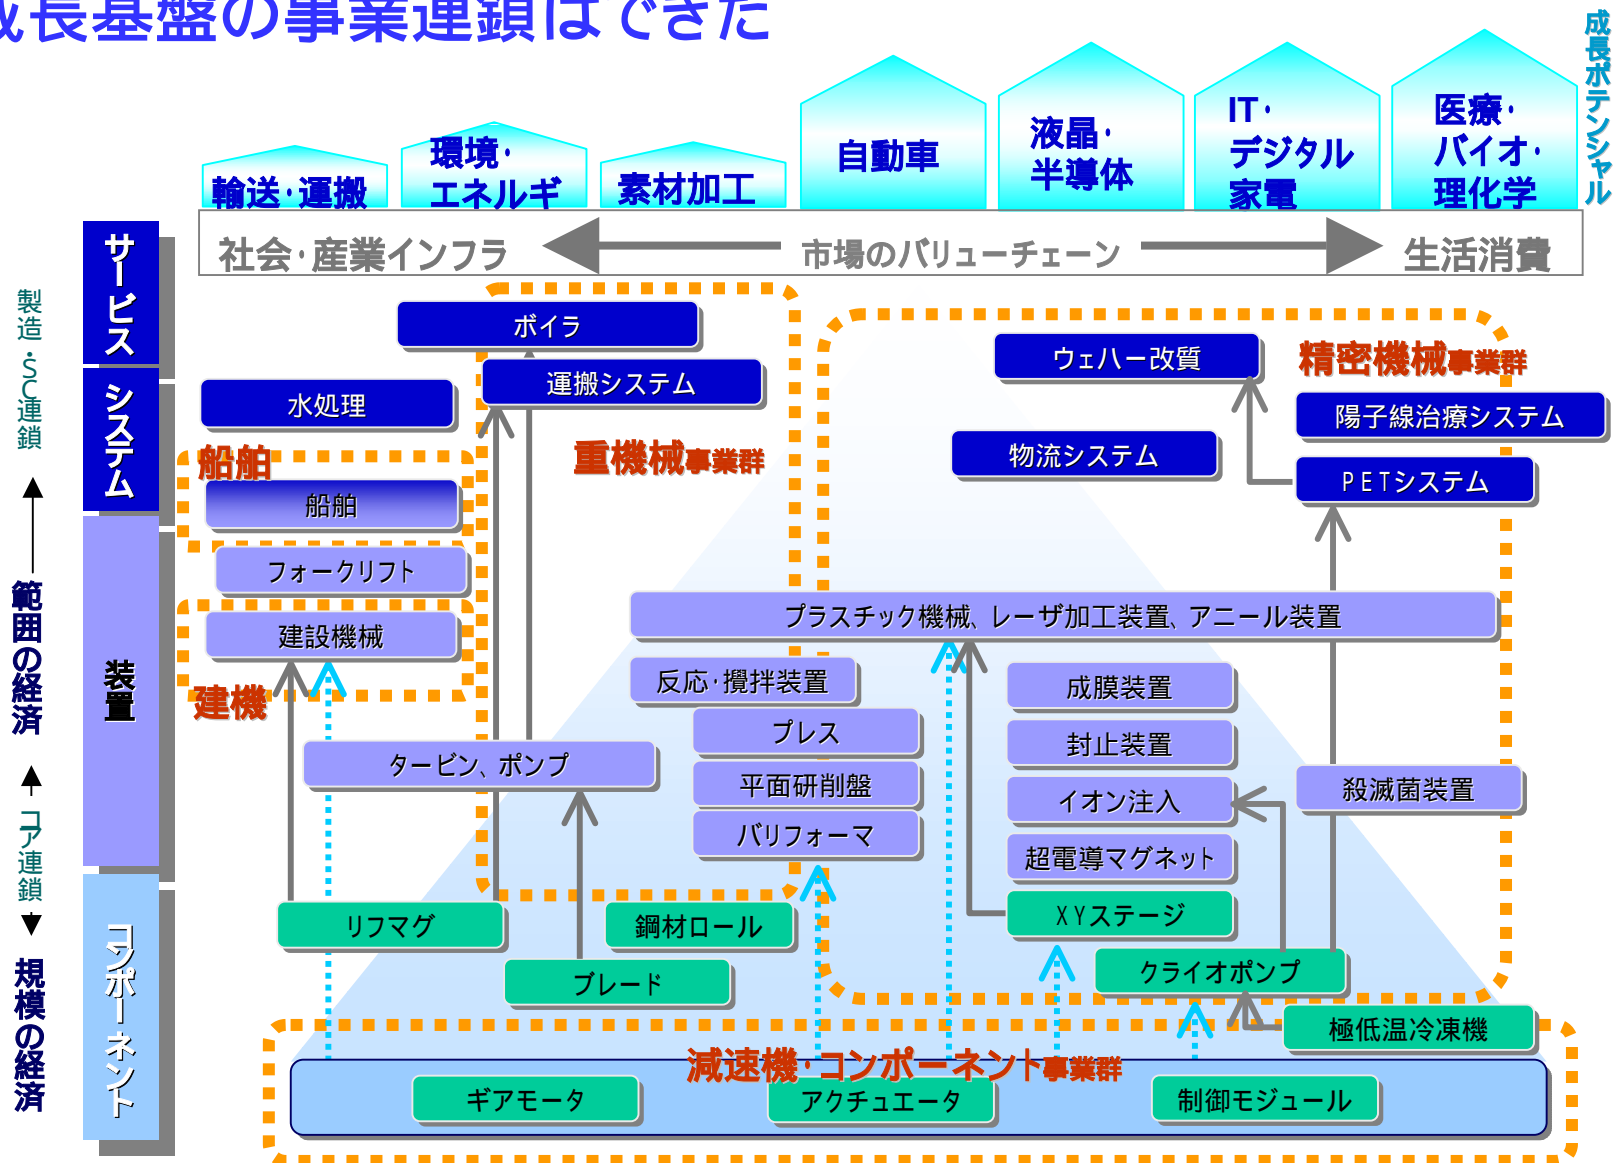 成長基盤の事業連鎖はできた
成長ポテンシャル
輸送・運搬
環境・
エネルギ
素材加工
自動車
液晶・
半導体
IT・
デジタル
家電
医療・
バイオ・
理化学
社会・産業インフラ
市場のバリューチェーン
生活消費
サービス
システム
装置
コンポーネント
製造・SC連鎖
範囲の経済
コア連鎖
規模の経済
ボイラ
運搬システム
水処理
船舶
船舶
フォークリフト
建設機械
建機
重機械事業群
ウェハー改質
精密機械事業群
陽子線治療システム
物流システム
PETシステム
プラスチック機械、レーザ加工装置、アニール装置
反応・攪拌装置
成膜装置
プレス
封止装置
タービン、ポンプ
平面研削盤
イオン注入
殺滅菌装置
バリフォーマ
超電導マグネット
リフマグ
鋼材ロール
XYステージ
ブレード
クライオポンプ
極低温冷凍機
減速機・コンポーネント事業群
ギアモータ
アクチュエータ
制御モジュール